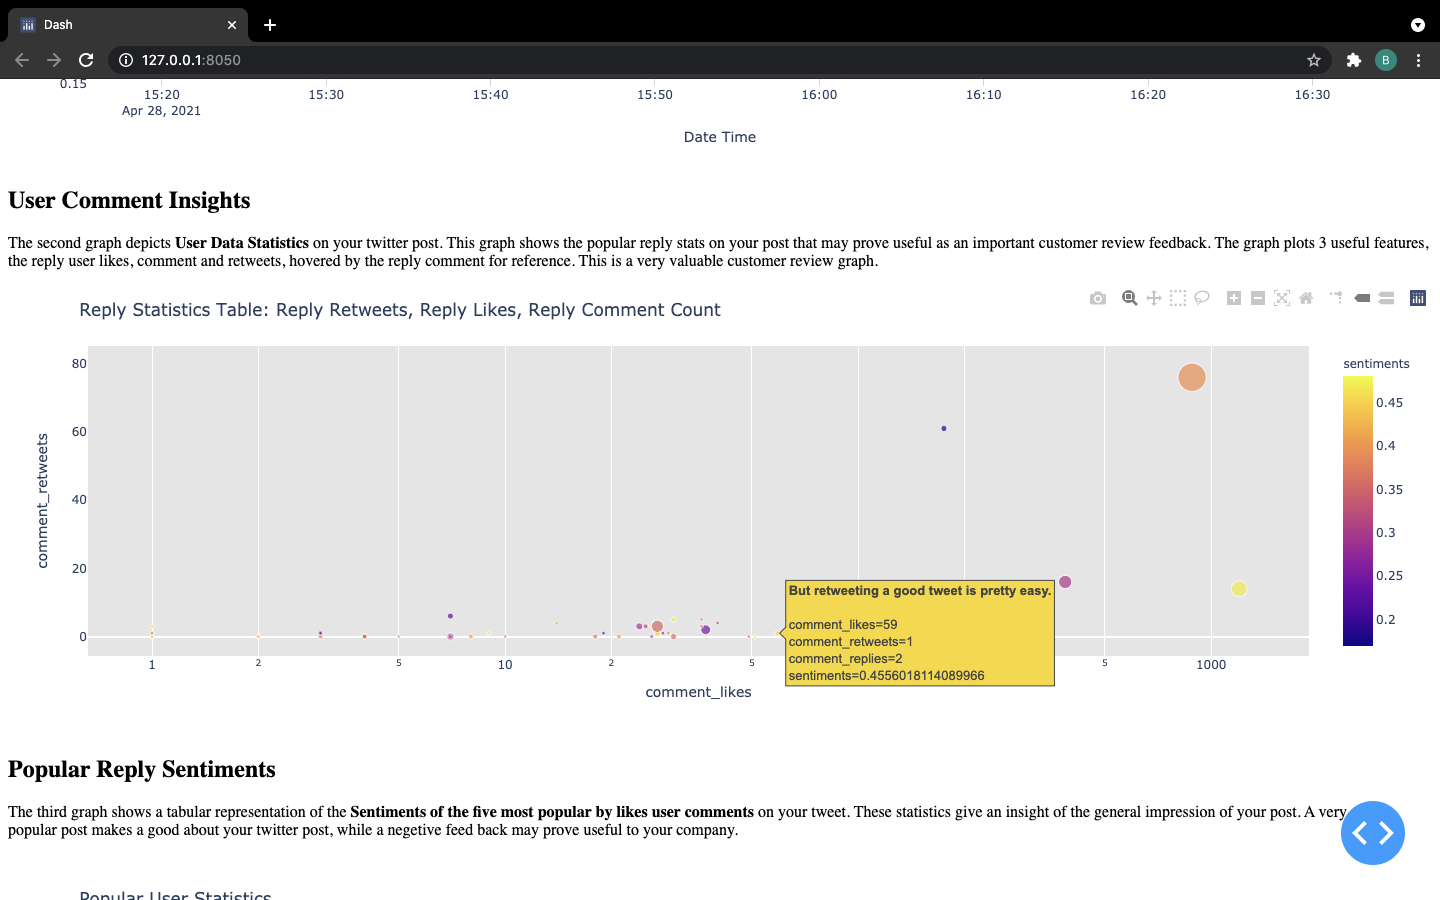 Dash
127.0.0.1:8050
B
0.15
15:20 15:30 15:40 15:50 16:00 16:10 16:20 16:30
Apr 28, 2021
Date Time
User Comment Insights
The second graph depicts User Data Statistics on your twitter post. This graph shows the popular reply stats on your post that may prove useful as an important customer review feedback. The graph plots 3 useful features,
the reply user likes, comment and retweets, hovered by the reply comment for reference. This is a very valuable customer review graph.
Reply Statistics Table: Reply Retweets, Reply Likes, Reply Comment Count
sentiments
80
60
40
20
0
comment_retweets
0.45
0.4
0.35
0.3
0.25
0.2
But retweeting a good tweet is pretty easy.
comment_likes=59
comment_retweets=1
comment_replies=2
sentiments=0.4556018114089966
1 2 5 10 2 5 5 1000
comment_likes
Popular Reply Sentiments
The third graph shows a tabular representation of the Sentiments of the five most popular by likes user comments on your tweet. These statistics give an insight of the general impression of your post. A very
popular post makes a good about your twitter post, while a negetive feed back may prove useful to your company.
Popular User Statistics